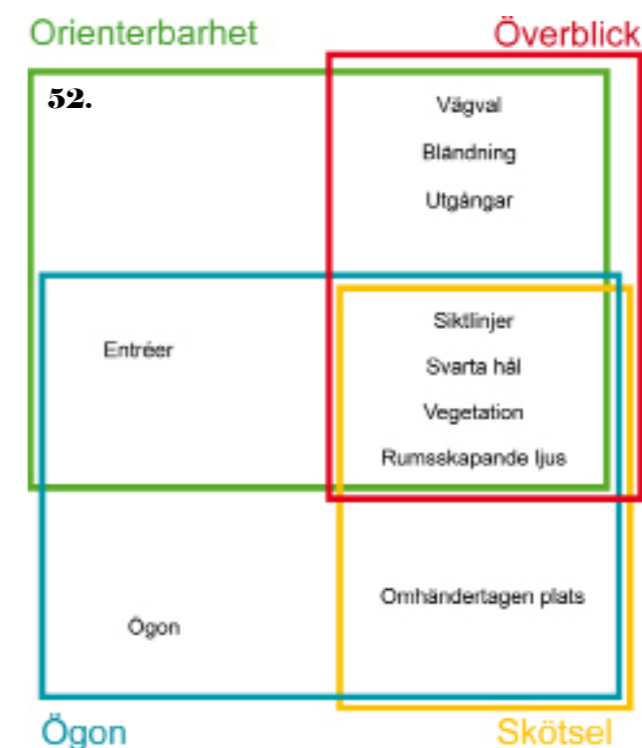 Orienterbarhet
Överblick
52.
Vägval
Bländning
Utgångar
Siktlinjer
Entréer
Svarta hål
Vegetation
Rumsskapande ljus
Omhändertagen plats
Ögon
Ögon
Skötsel